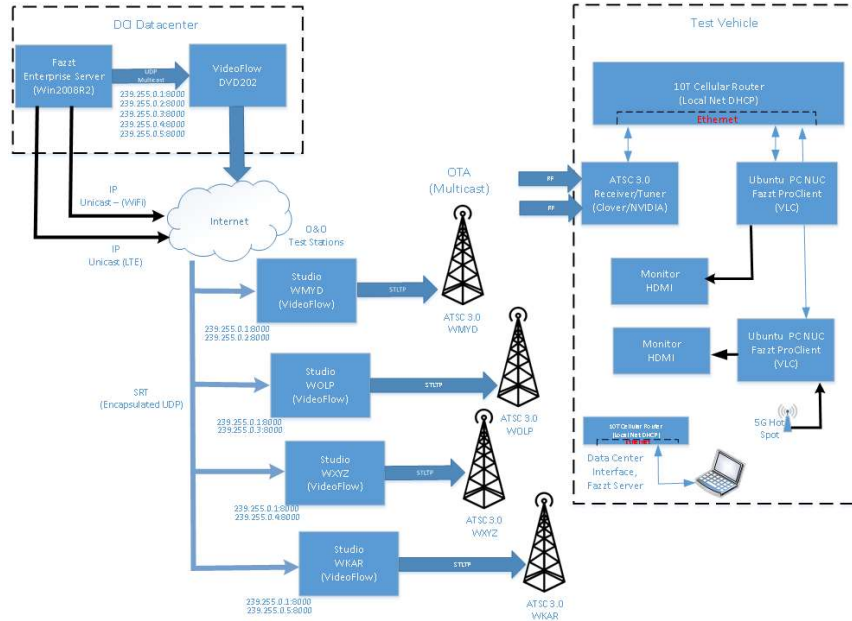 DCI Datacenter
Fazzt
Enterprise Server
(Win2008R2)
UDP
Multicast
239.255.0.1:8000
239.255.0.2:8000
239.255.0.3:8000
239.255.0.4:8000
239.255.0.5:8000
VideoFlow
DVD202
IP
Unicast – (WiFi)
IP
Unicast (LTE)
Internet
O&O
Test Stations
OTA
(Multicast)
Studio
WMYD
(VideoFlow)
STLTP
239.255.0.1:8000
239.255.0.2:8000
ATSC 3.0
WMYD
SRT
(Encapsulated UDP)
Studio
WOLP
(VideoFlow)
STLTP
239.255.0.1:8000
239.255.0.3:8000
ATSC 3.0
WOLP
Studio
WXYZ
(VideoFlow)
STLTP
239.255.0.1:8000
239.255.0.4:8000
ATSC 3.0
WXYZ
Studio
WKAR
(VideoFlow)
STLTP
239.255.0.1:8000
239.255.0.5:8000
ATSC 3.0
WKAR
Test Vehicle
10T Cellular Router
(Local Net DHCP)
Ethernet
RF
RF
ATSC 3.0
Receiver/Tuner
(Clover/NVIDIA)
Ubuntu PC NUC
Fazzt ProClient
(VLC)
Monitor
HDMI
Monitor
HDMI
Ubuntu PC NUC
Fazzt ProClient
(VLC)
5G Hot
Spot
10T Cellular Router
(Local Net DHCP)
Data Center
Interface,
Fazzt Server